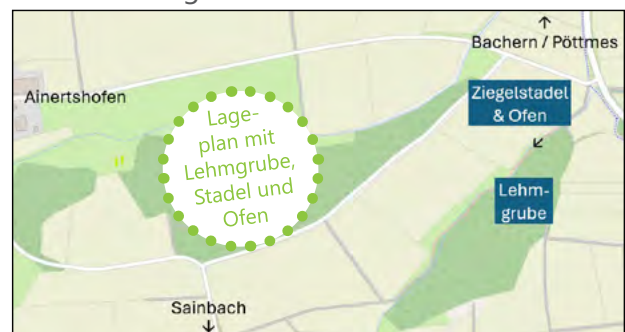 Bachern / Pöttmes
Ainertshofen
Ziegelstadel
& Ofen
Lage-
plan mit
Lehmgrube,
Stadel und
Ofen
Lehm-
grube
Sainbach